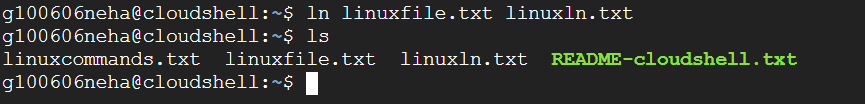 g100606neha@cloudshell:~$ ln linuxfile.txt linuxln.txt
g100606neha@cloudshell:~$ ls
linuxcommands.txt  linuxfile.txt  linuxln.txt  README-cloudshell.txt
g100606neha@cloudshell:~$